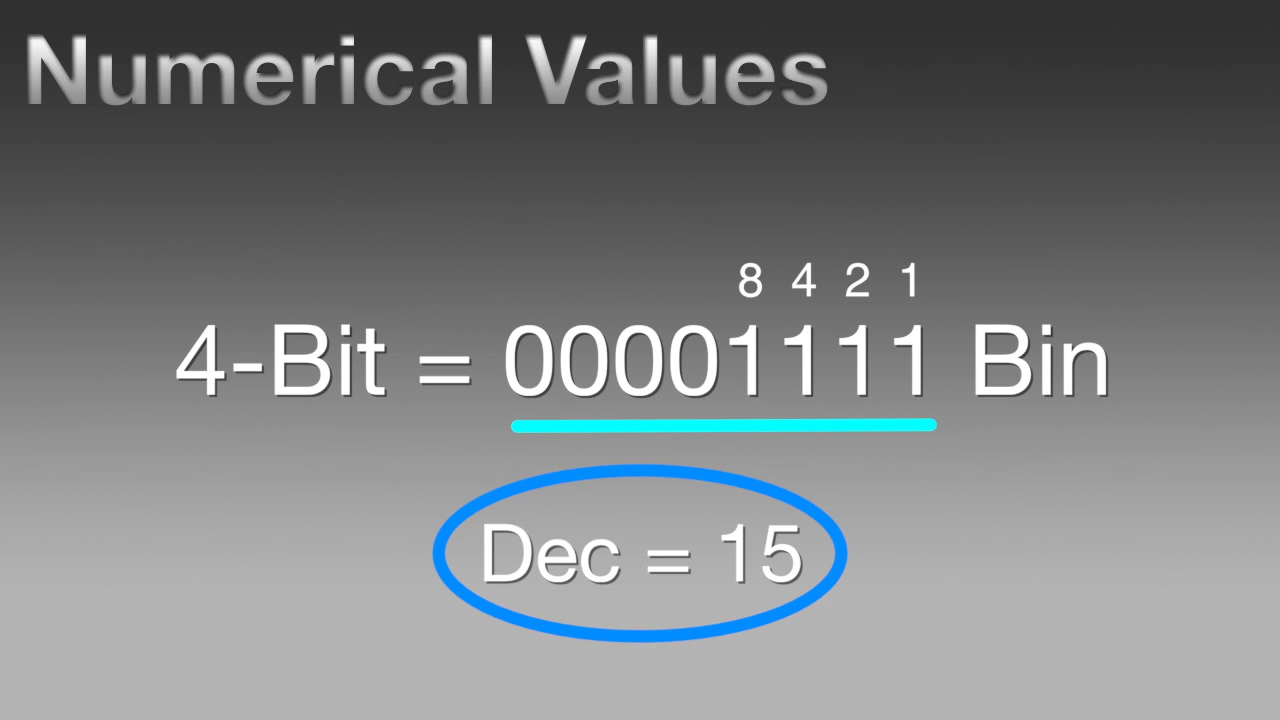 Numerical Values
8 4 2 1
4-Bit = 00001111 Bin
Dec = 15